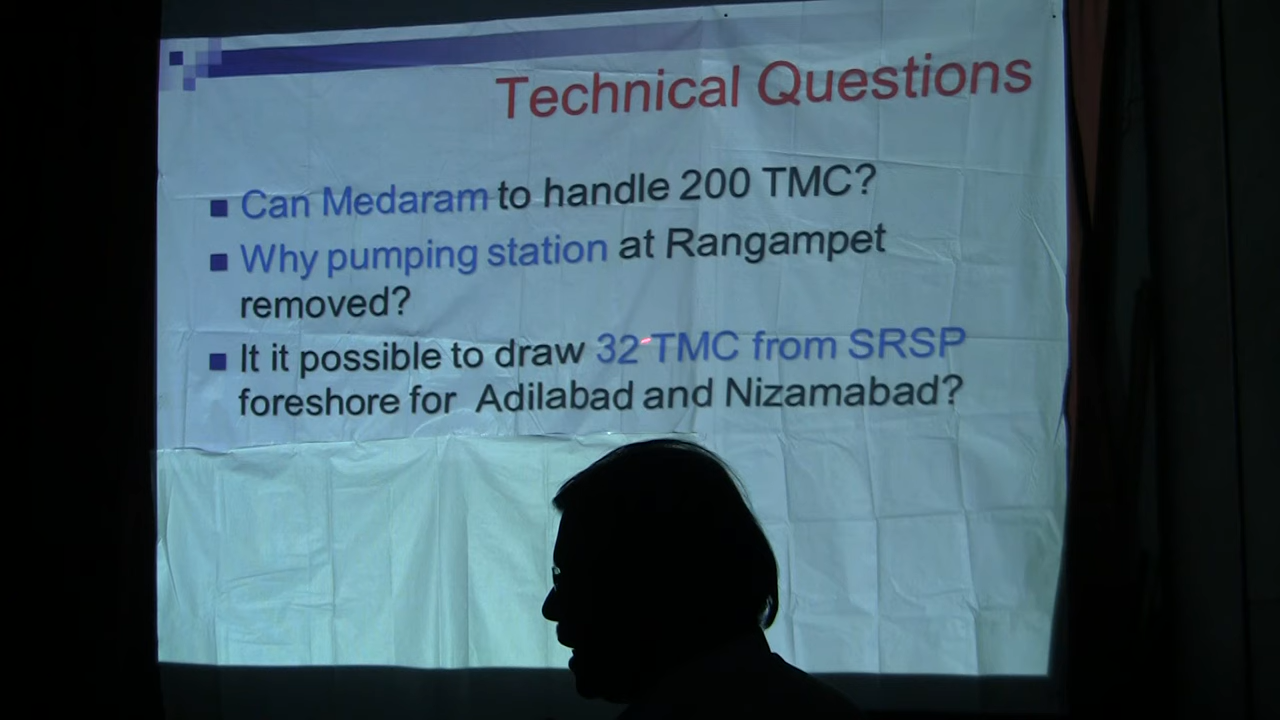 Technical Questions
Can Medaram to handle 200 TMC?
Why pumping station at Rangampet
removed?
It it possible to draw 32 TMC from SRSP
foreshore for Adilabad and Nizamabad?